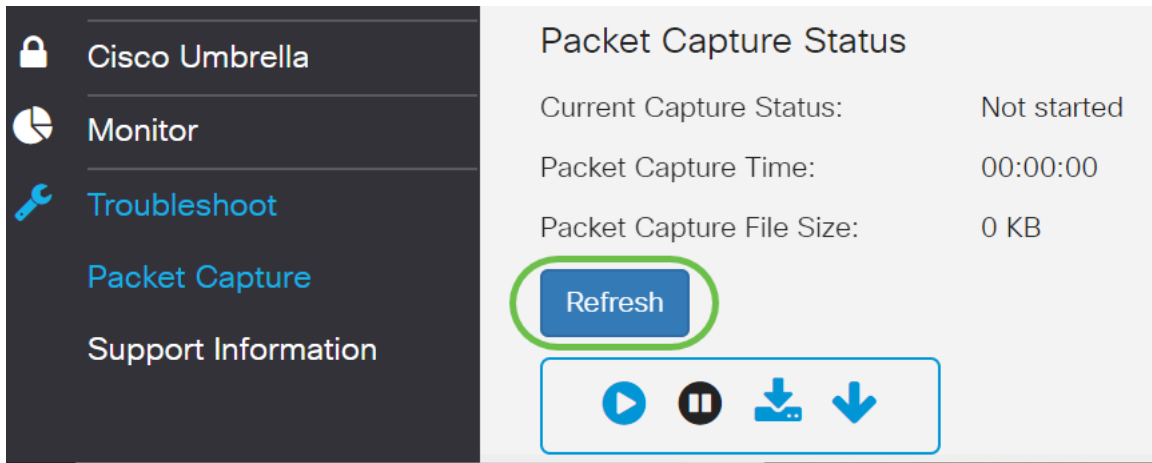 Cisco Umbrella
Monitor
Troubleshoot
Packet Capture
Support Information
Packet Capture Status
Current Capture Status: Not started
Packet Capture Time: 00:00:00
Packet Capture File Size: 0 KB
Refresh